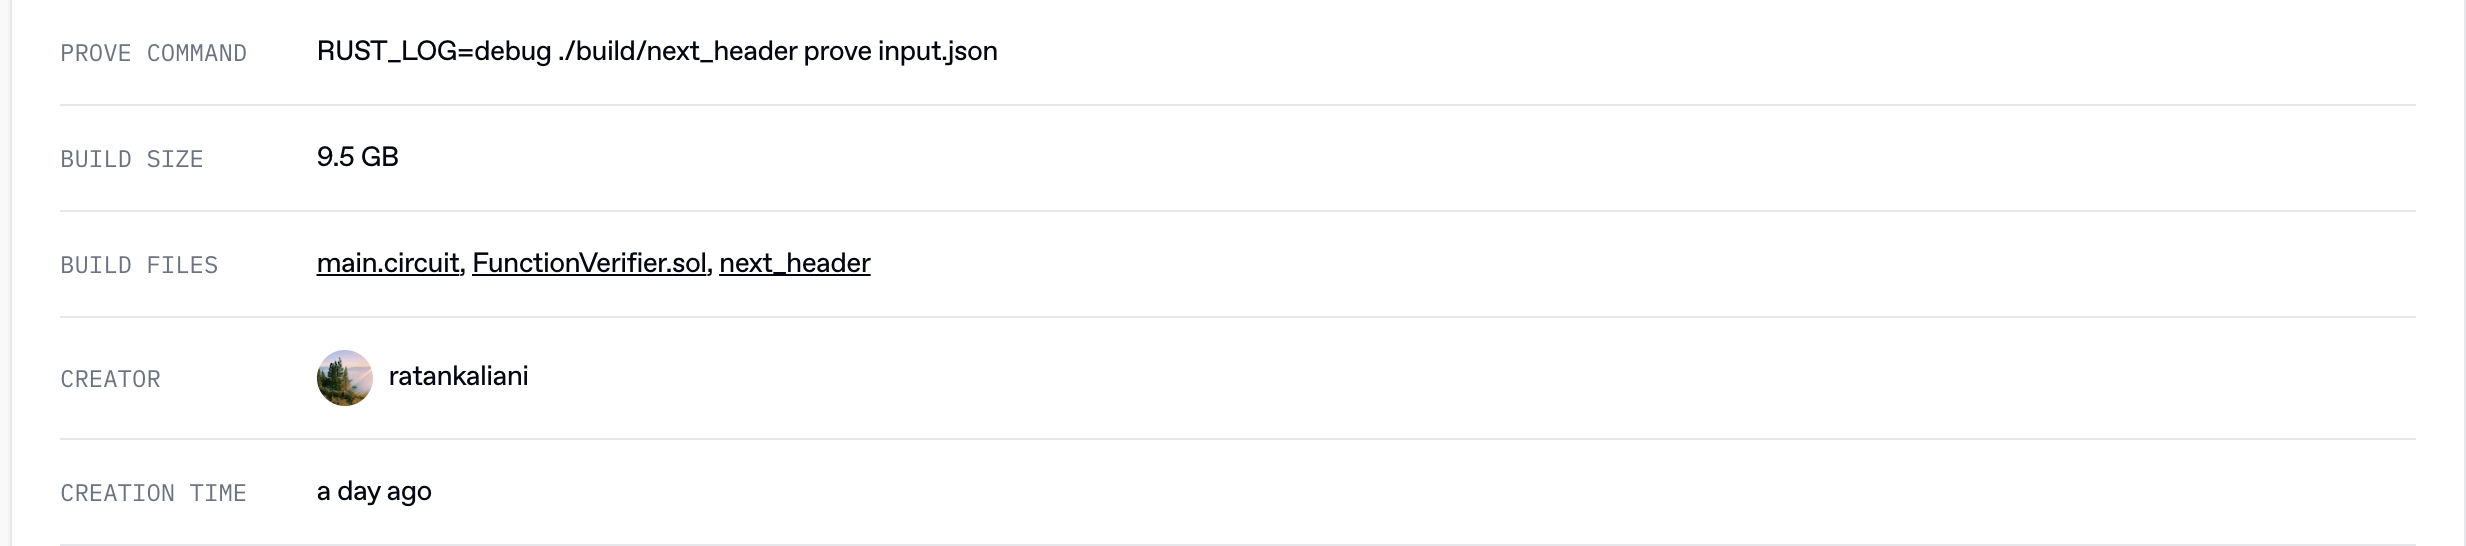 PROVE COMMAND RUST_LOG=debug ./build/next_header prove input.json
BUILD SIZE 9.5 GB
BUILD FILES main.circuit, FunctionVerifier.sol, next_header
CREATOR ratankaliani
CREATION TIME a day ago